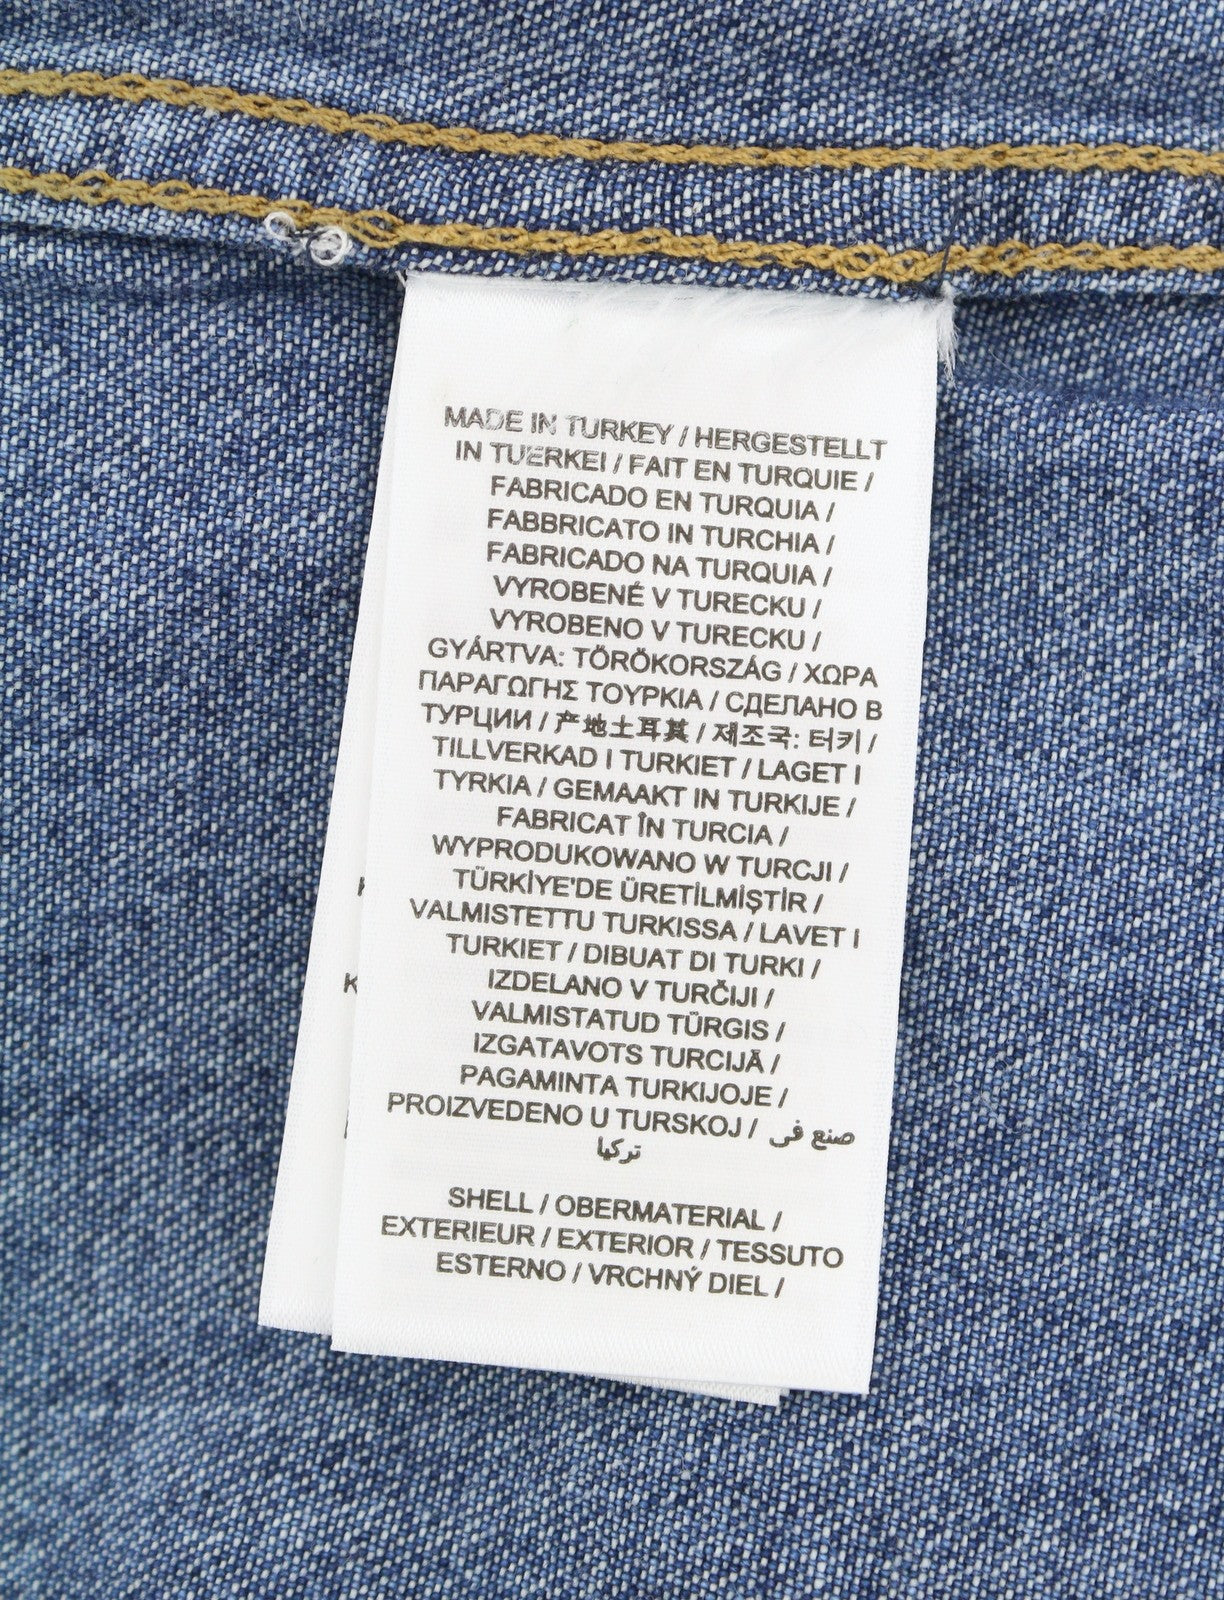 MADE IN TURKEY / HERGESTELLT
IN TUERKEI / FAIT EN TURQUIE /
FABRICADO EN TURQUIA /
FABBRICATO IN TURCHIA /
FABRICADO NA TURQUIA /
VYROBENÉ V TURECKU /
VYROBENO V TURECKU /
GYÁRTVA: TÖRÖKORSZÁG / ΧΩΡΑ
ΠΑΡΑΓΩΓΗΣ ΤΟΥΡΚΙΑ / СДЕЛАНО В
ТУРЦИИ / 产地土耳其 / 제조국: 터키 /
TILLVERKAD I TURKIET / LAGET I
TYRKIA / GEMAAKT IN TURKIJE /
FABRICAT ÎN TURCIA /
WYPRODUKOWANO W TURCJI /
TÜRKİYE'DE ÜRETİLMİŞTİR /
VALMISTETTU TURKISSA / LAVET I
TURKIET / DIBUAT DI TURKI /
IZDELANO V TURČIJI /
VALMISTATUD TÜRGIS /
IZGATAVOTS TURCIJĀ /
PAGAMINTA TURKIJOJE /
PROIZVEDENO U TURSKOJ / صنع في
تركيا
SHELL / OBERMATERIAL /
EXTERIEUR / EXTERIOR / TESSUTO
ESTERNO / VRCHNÝ DIEL /